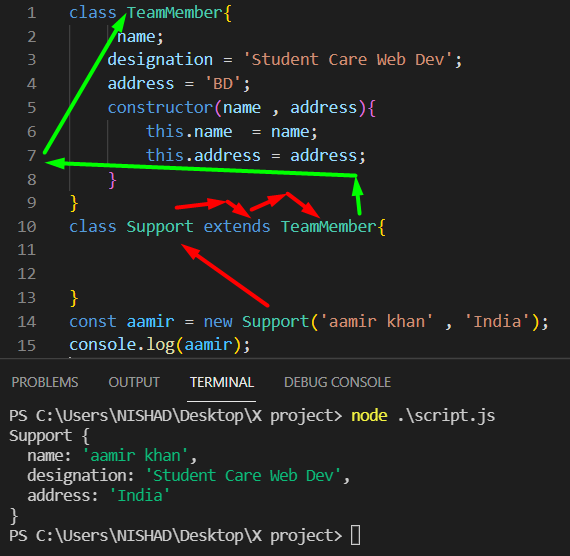 1 class TeamMember{
2 name;
3 designation = 'Student Care Web Dev';
4 address = 'BD';
5 constructor(name , address){
6 this.name  = name;
7 this.address = address;
8 }
9 }
10 class Support extends TeamMember{
11
12
13 }
14 const aamir = new Support('aamir khan' , 'India');
15 console.log(aamir);
PROBLEMS OUTPUT TERMINAL DEBUG CONSOLE
PS C:\Users\NISHAD\Desktop\X project> node .\script.js
Support {
name: 'aamir khan',
designation: 'Student Care Web Dev',
address: 'India'
}
PS C:\Users\NISHAD\Desktop\X project>